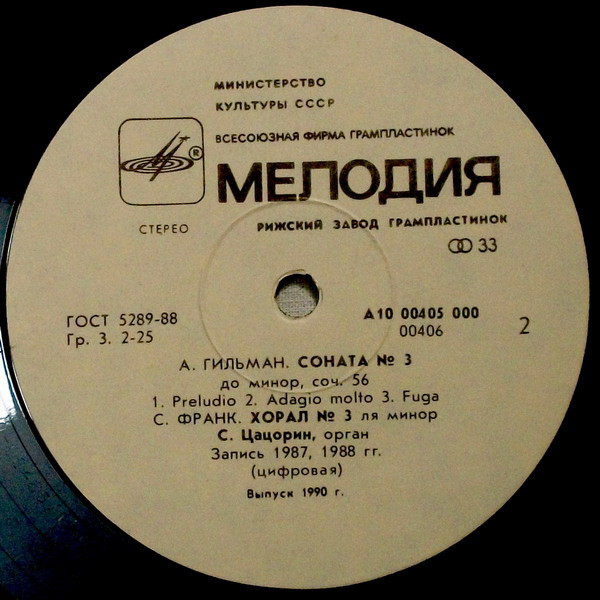 МИНИСТЕРСТВО
КУЛЬТУРЫ СССР
ВСЕСОЮЗНАЯ ФИРМА ГРАМПЛАСТИНОК
® МЕЛОДИЯ
СТЕРЕО РИЖСКИЙ ЗАВОД ГРАМПЛАСТИНОК
33
ГОСТ 5289-88 А10 00405 000
Гр. 3. 2-25 00406 2
А. ГИЛЬМАН. СОНАТА № 3
до минор, соч. 56
1. Preludio 2. Adagio molto 3. Fuga
С. ФРАНК. ХОРАЛ № 3 ля минор
С. Цацорин, орган
Запись 1987, 1988 гг.
(цифровая)
Выпуск 1990 г.